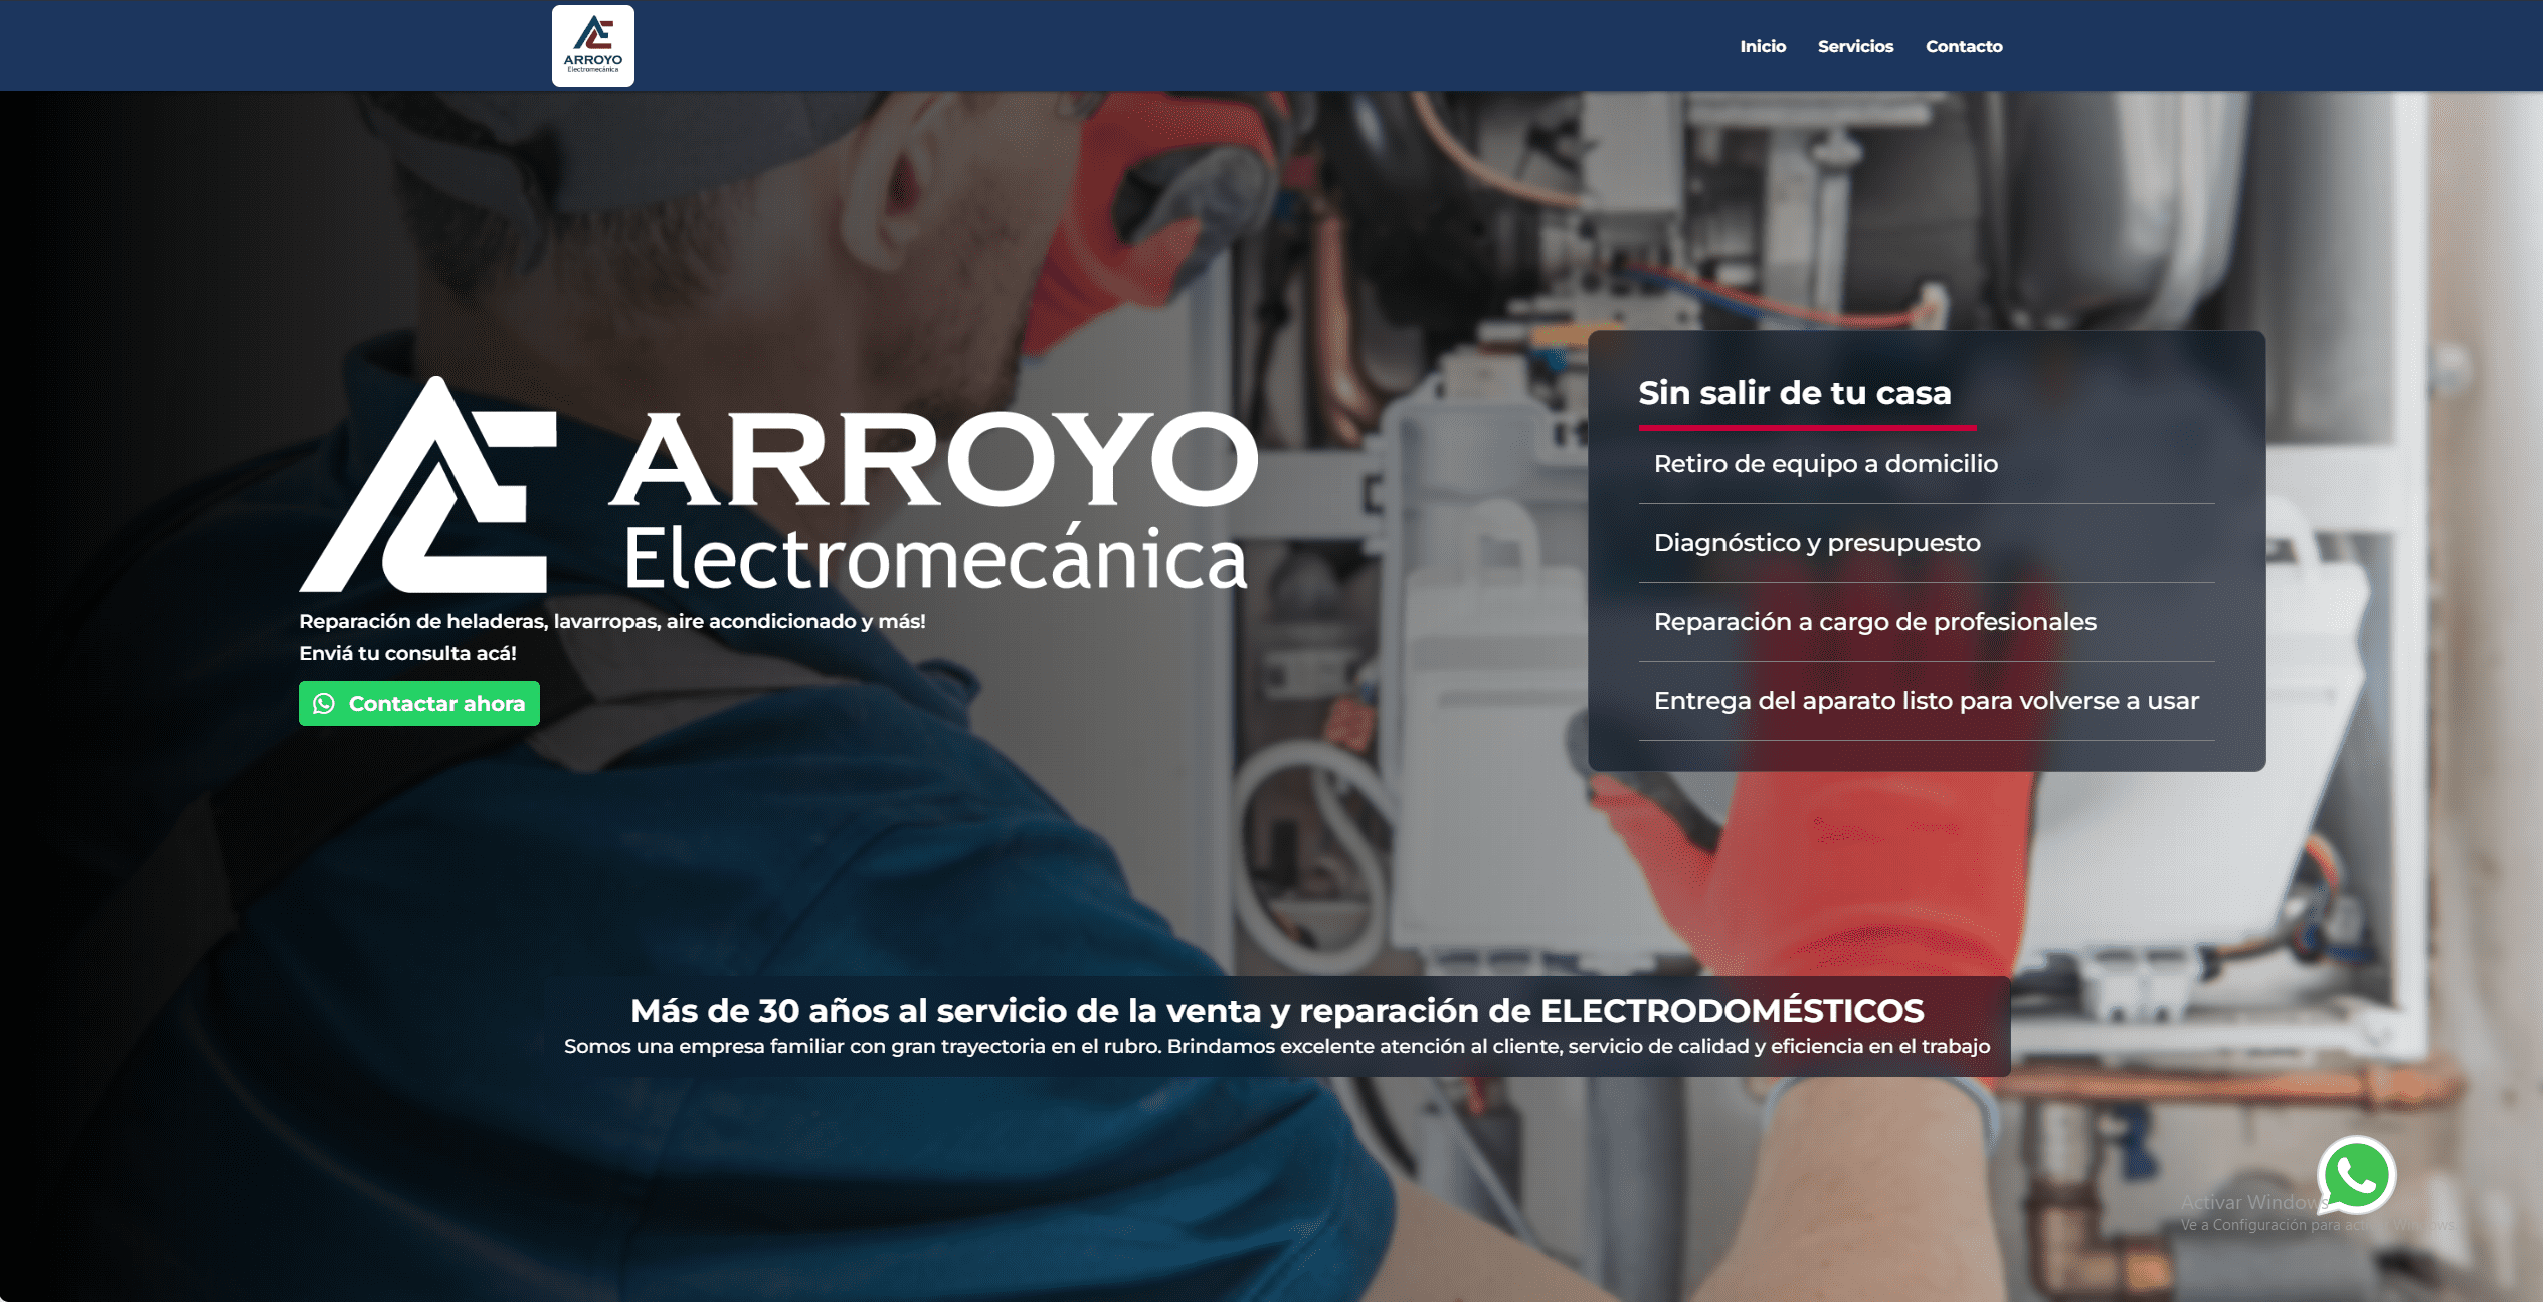 ARROYO
Electromecánica
Inicio
Servicios
Contacto
ARROYO
Electromecánica
Reparación de heladeras, lavarropas, aire acondicionado y más!
Enviá tu consulta acá!
Contactar ahora
Sin salir de tu casa
Retiro de equipo a domicilio
Diagnóstico y presupuesto
Reparación a cargo de profesionales
Entrega del aparato listo para volverse a usar
Más de 30 años al servicio de la venta y reparación de ELECTRODOMÉSTICOS
Somos una empresa familiar con gran trayectoria en el rubro. Brindamos excelente atención al cliente, servicio de calidad y eficiencia en el trabajo
Activar Windows
Ve a Configuración para activar Windows.